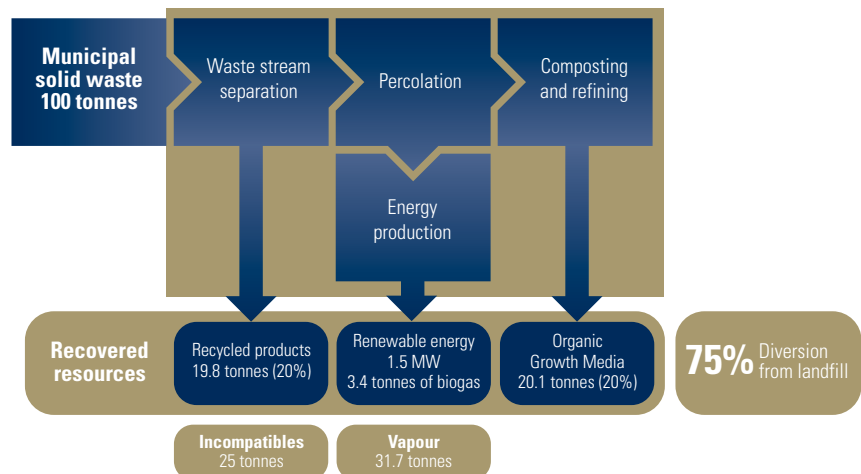 Municipal
solid waste
100 tonnes
Waste stream
separation
Percolation
Composting
and refining
Energy
production
Recovered
resources
Recycled products
19.8 tonnes (20%)
Renewable energy
1.5 MW
3.4 tonnes of biogas
Organic
Growth Media
20.1 tonnes (20%)
75% Diversion
from landfill
Incompatibles
25 tonnes
Vapour
31.7 tonnes